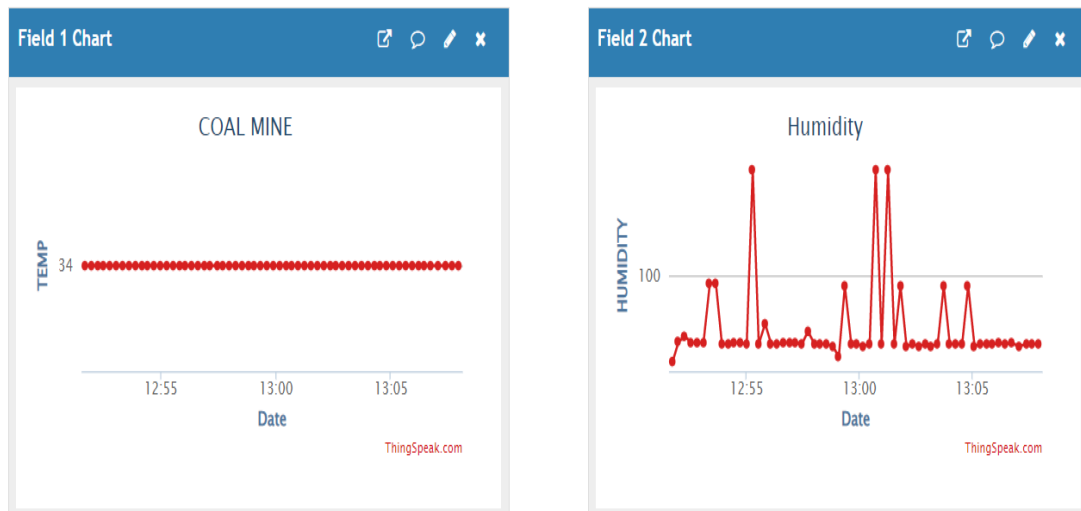 Field 1 Chart
COAL MINE
TEMP
34
12:55 13:00 13:05
Date
ThingSpeak.com
Field 2 Chart
Humidity
HUMIDITY
100
12:55 13:00 13:05
Date
ThingSpeak.com